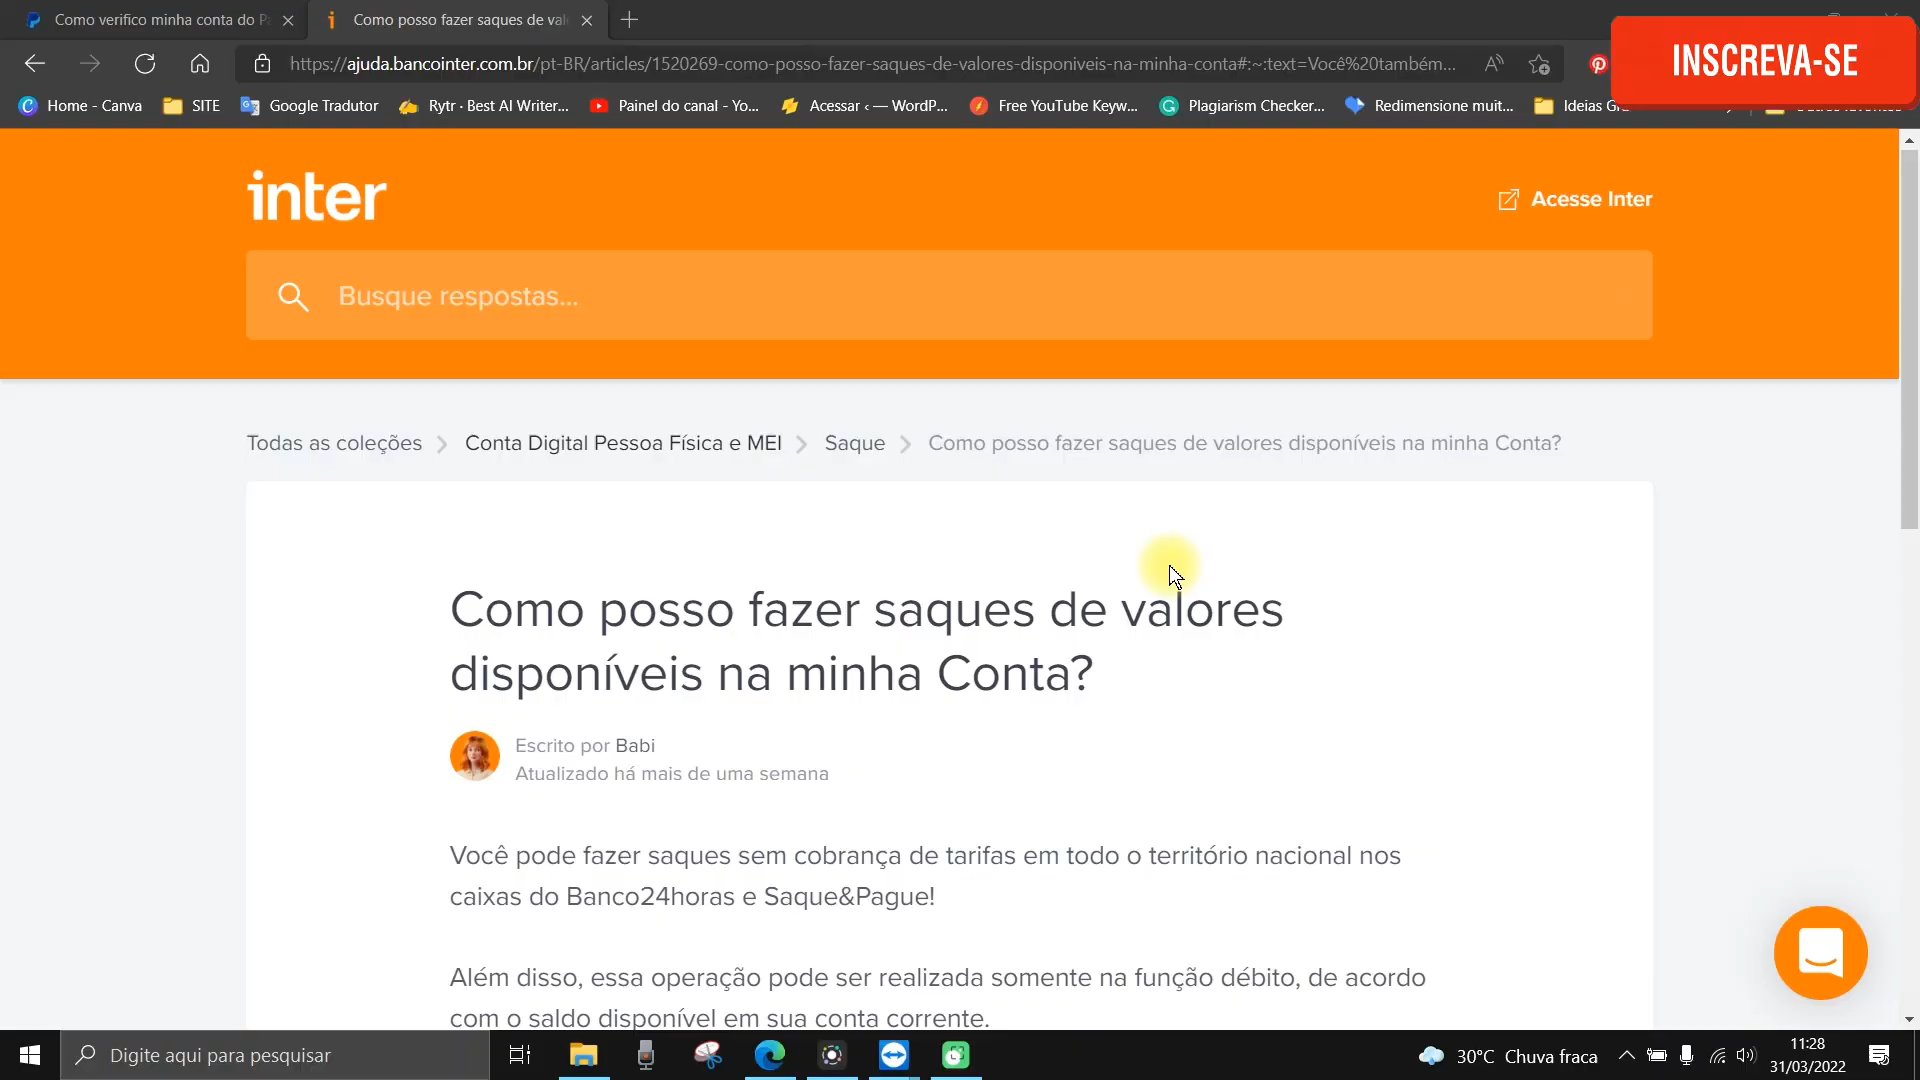 Como verifico minha conta do P
Como posso fazer saques de val
INSCREVA-SE
https://ajuda.bancointer.com.br/pt-BR/articles/1520269-como-posso-fazer-saques-de-valores-disponiveis-na-minha-conta#:~:text=Você%20também...
Home - Canva
SITE
Google Tradutor
Rytr · Best AI Writer...
Painel do canal - Yo...
Acessar ‹ — WordP...
Free YouTube Keyw...
Plagiarism Checker...
Redimensione muit...
Ideias
inter
Acesse Inter
Busque respostas...
Todas as coleções > Conta Digital Pessoa Física e MEI > Saque > Como posso fazer saques de valores disponíveis na minha Conta?
Como posso fazer saques de valores
disponíveis na minha Conta?
Escrito por Babi
Atualizado há mais de uma semana
Você pode fazer saques sem cobrança de tarifas em todo o território nacional nos
caixas do Banco24horas e Saque&Pague!
Além disso, essa operação pode ser realizada somente na função débito, de acordo
com o saldo disponível em sua conta corrente.
Digite aqui para pesquisar
30°C Chuva fraca
11:28
31/03/2022